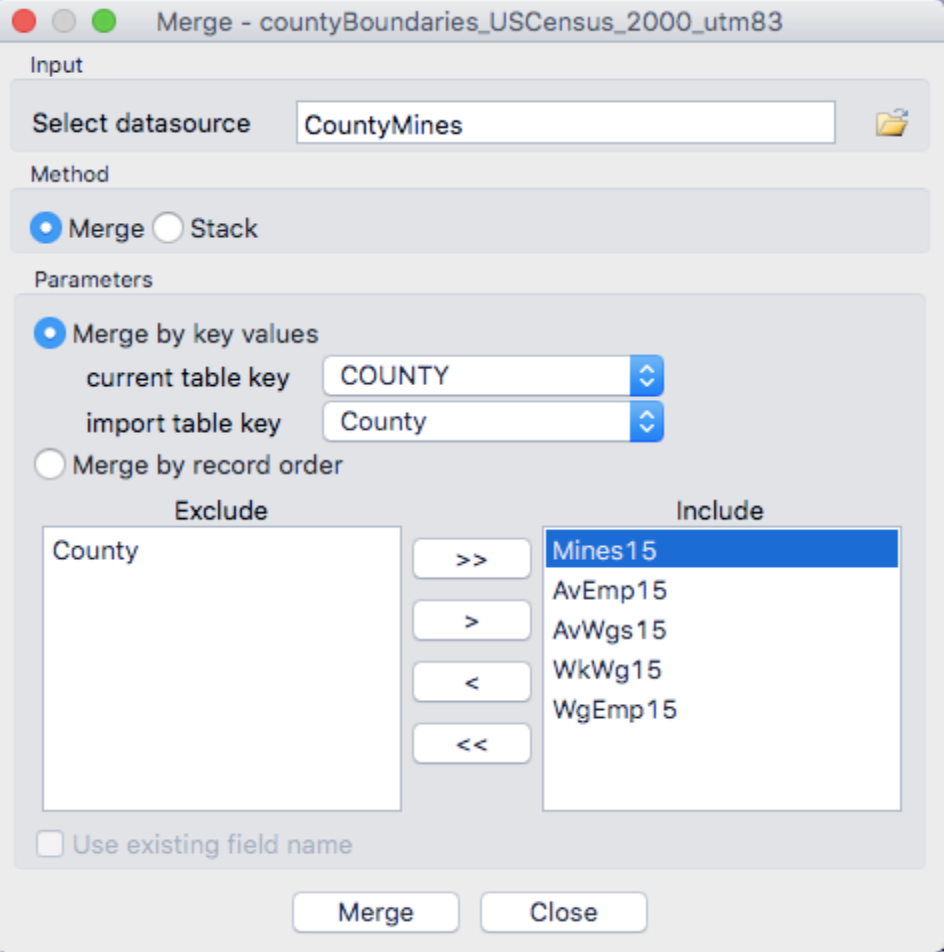 Merge - countyBoundaries_USCensus_2000_utm83
Input
Select datasource CountyMines
Method
Merge Stack
Parameters
Merge by key values
current table key COUNTY
import table key County
Merge by record order
Exclude Include
County
>>
>
<
<<
Mines15
AvEmp15
AvWgs15
WkWg15
WgEmp15
Use existing field name
Merge Close